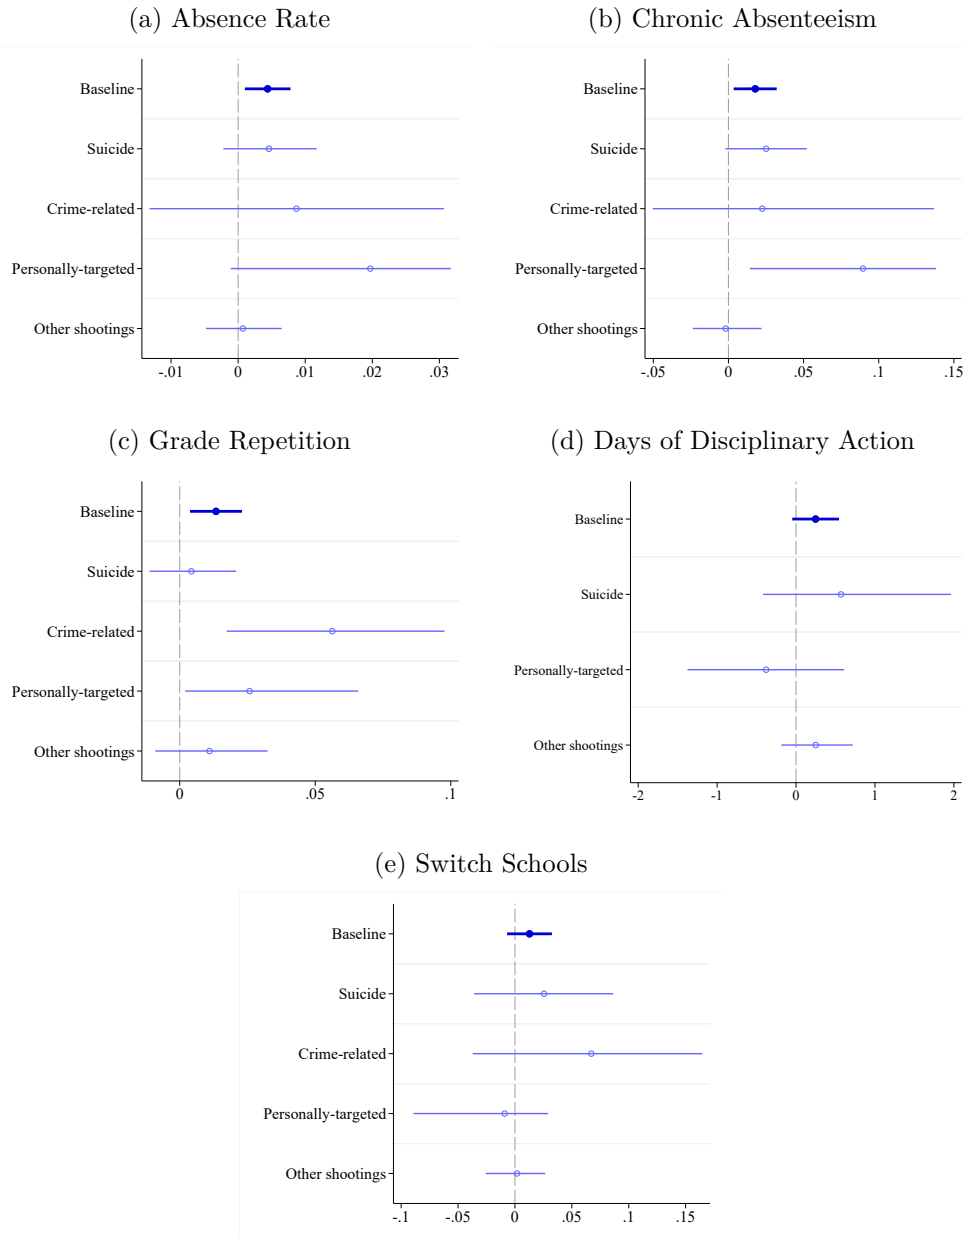 (a) Absence Rate
Baseline
Suicide
Crime-related
Personally-targeted
Other shootings
-.01 0 .01 .02 .03
(b) Chronic Absenteeism
Baseline
Suicide
Crime-related
Personally-targeted
Other shootings
-.05 0 .05 .1 .15
(c) Grade Repetition
Baseline
Suicide
Crime-related
Personally-targeted
Other shootings
0 .05 .1
(d) Days of Disciplinary Action
Baseline
Suicide
Personally-targeted
Other shootings
-2 -1 0 1 2
(e) Switch Schools
Baseline
Suicide
Crime-related
Personally-targeted
Other shootings
-.1 -.05 0 .05 .1 .15